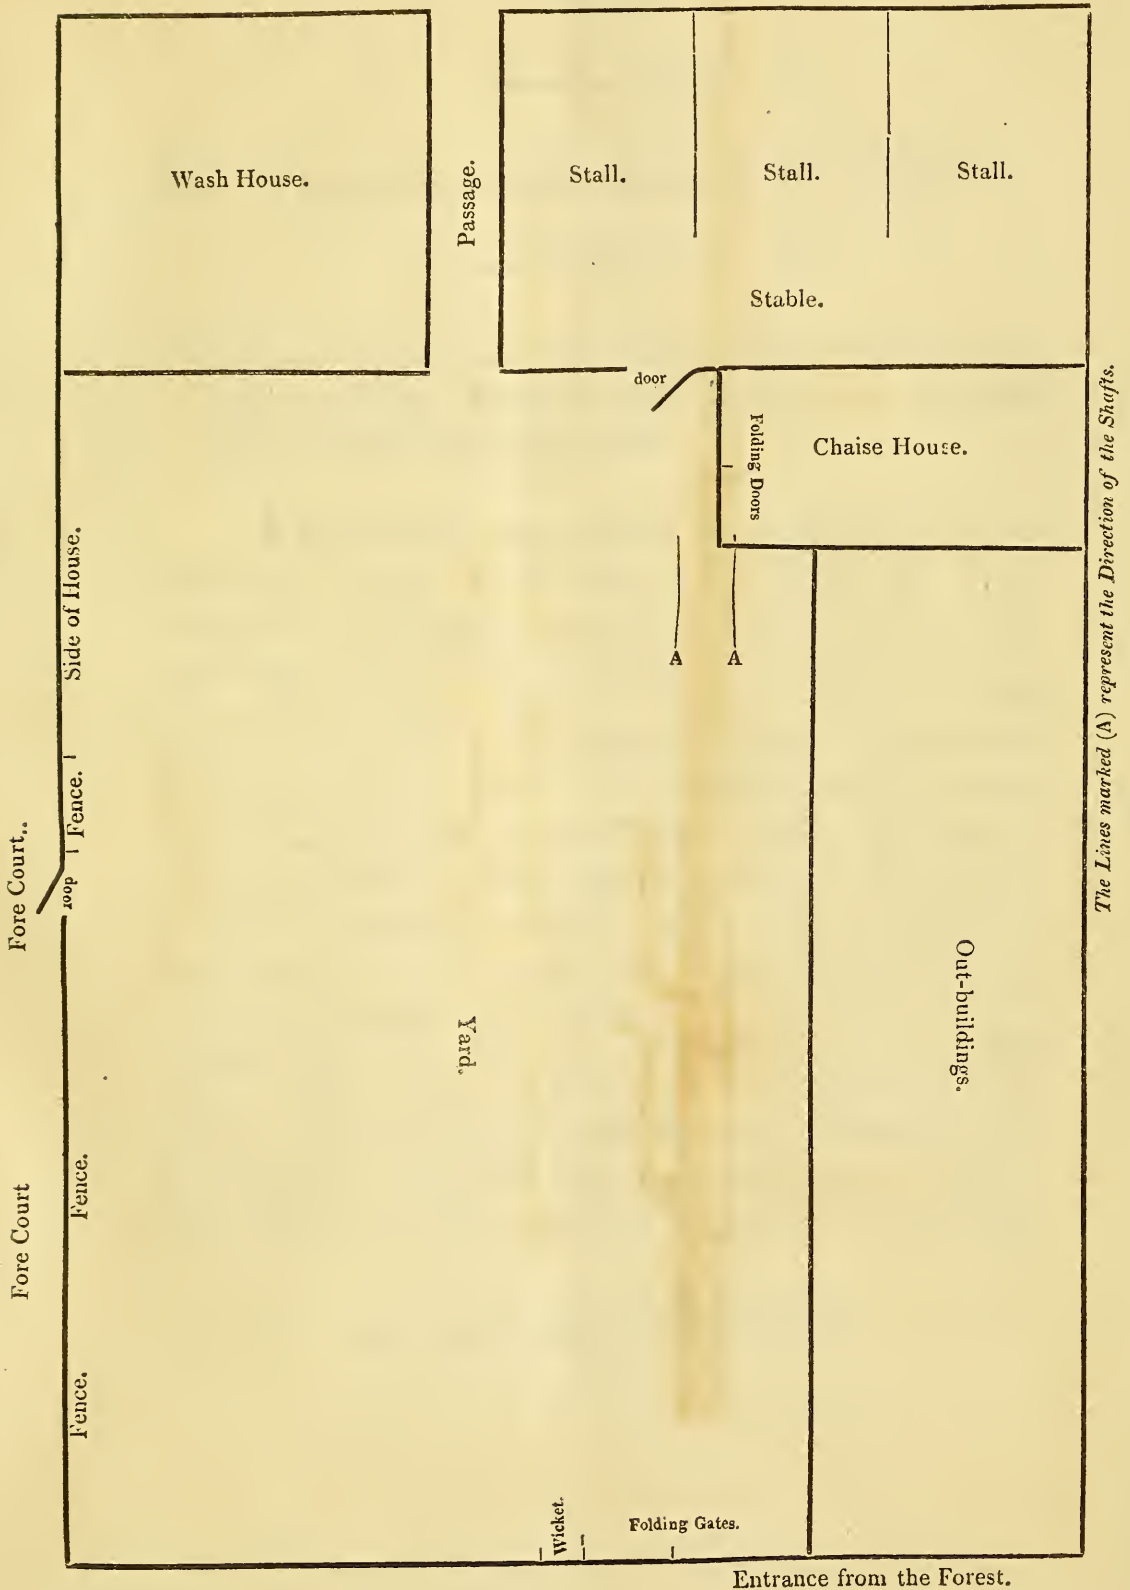 Wash House.
Passage.
Stall.
Stall.
Stall.
Stable.
door
Folding Doors
Chaise House.
The Lines marked (A) represent the Direction of the Shafts.
Side of House.
A
A
Fence.
Fore Court..
door
Yard.
Out-buildings.
Fore Court
Fence.
Fence.
Wicket.
Folding Gates.
Entrance from the Forest.